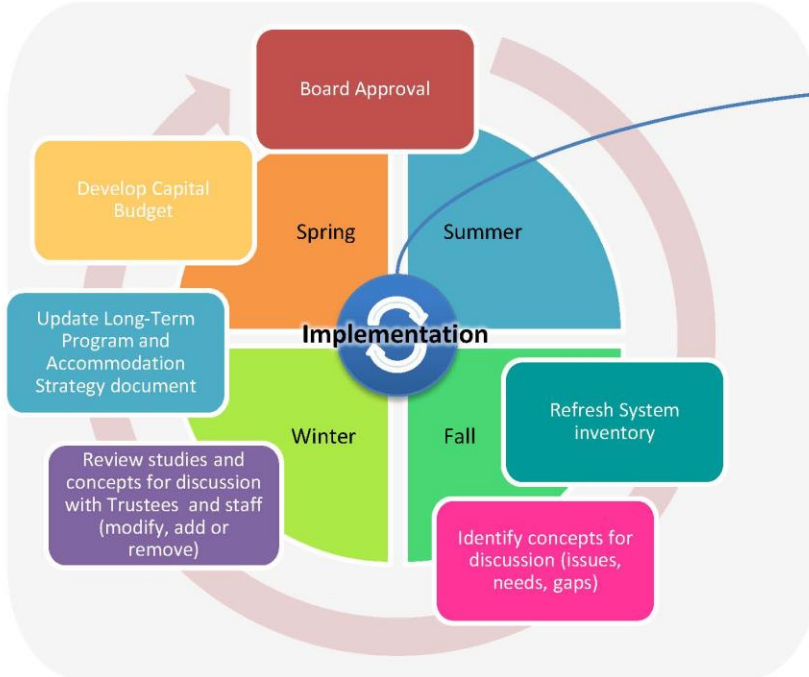 Board Approval
Develop Capital
Budget
Spring
Summer
Update Long-Term
Program and
Accommodation
Strategy document
Implementation
Winter
Fall
Refresh System
inventory
Review studies and
concepts for discussion
with Trustees and staff
(modify, add or
remove)
Identify concepts for
discussion (issues,
needs, gaps)